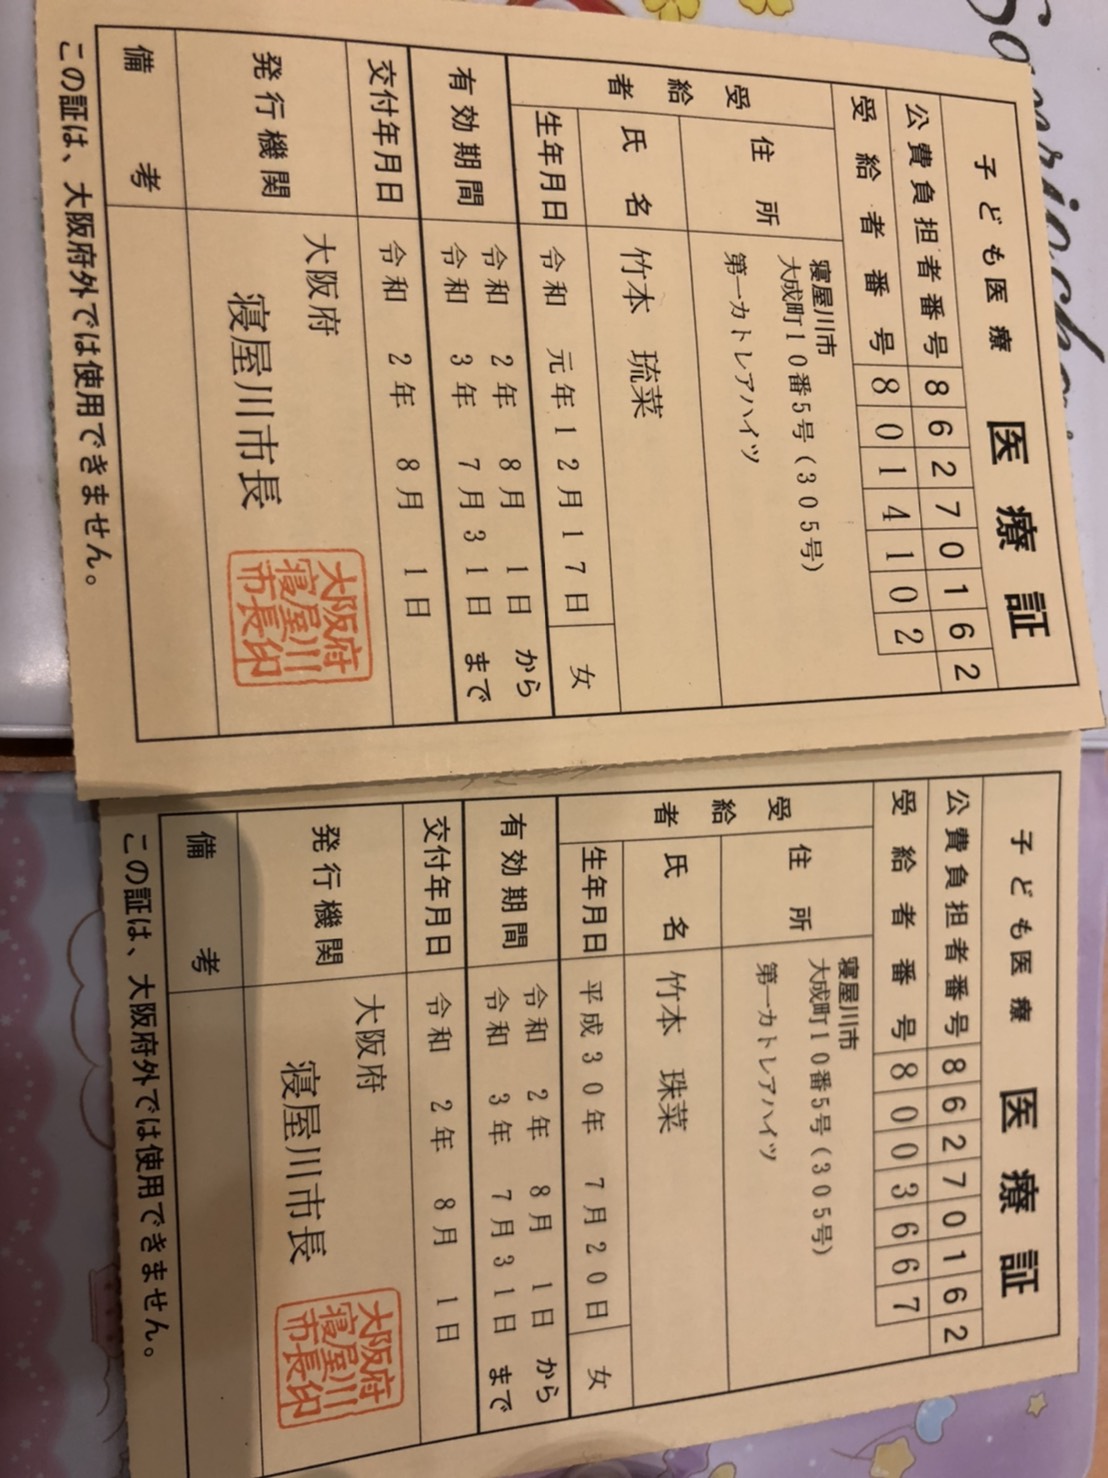 子ども医療 医療証
公費負担者番号 86270162
受給者番号 8014102
受給者
住所 寝屋川市
大成町10番5号(305号)
第一カトレアハイツ
氏名 竹本 琉菜
生年月日 令和 元年12月17日 女
有効期間 令和 2年 8月 1日 から
令和 3年 7月31日 まで
交付年月日 令和 2年 8月 1日
発行機関 大阪府
寝屋川市長
大阪府
寝屋川
市長印
備考
この証は、大阪府外では使用できません。
子ども医療 医療証
公費負担者番号 86270162
受給者番号 8003667
受給者
住所 寝屋川市
大成町10番5号(305号)
第一カトレアハイツ
氏名 竹本 珠菜
生年月日 平成30年 7月20日 女
有効期間 令和 2年 8月 1日 から
令和 3年 7月31日 まで
交付年月日 令和 2年 8月 1日
発行機関 大阪府
寝屋川市長
大阪府
寝屋川
市長印
備考
この証は、大阪府外では使用できません。